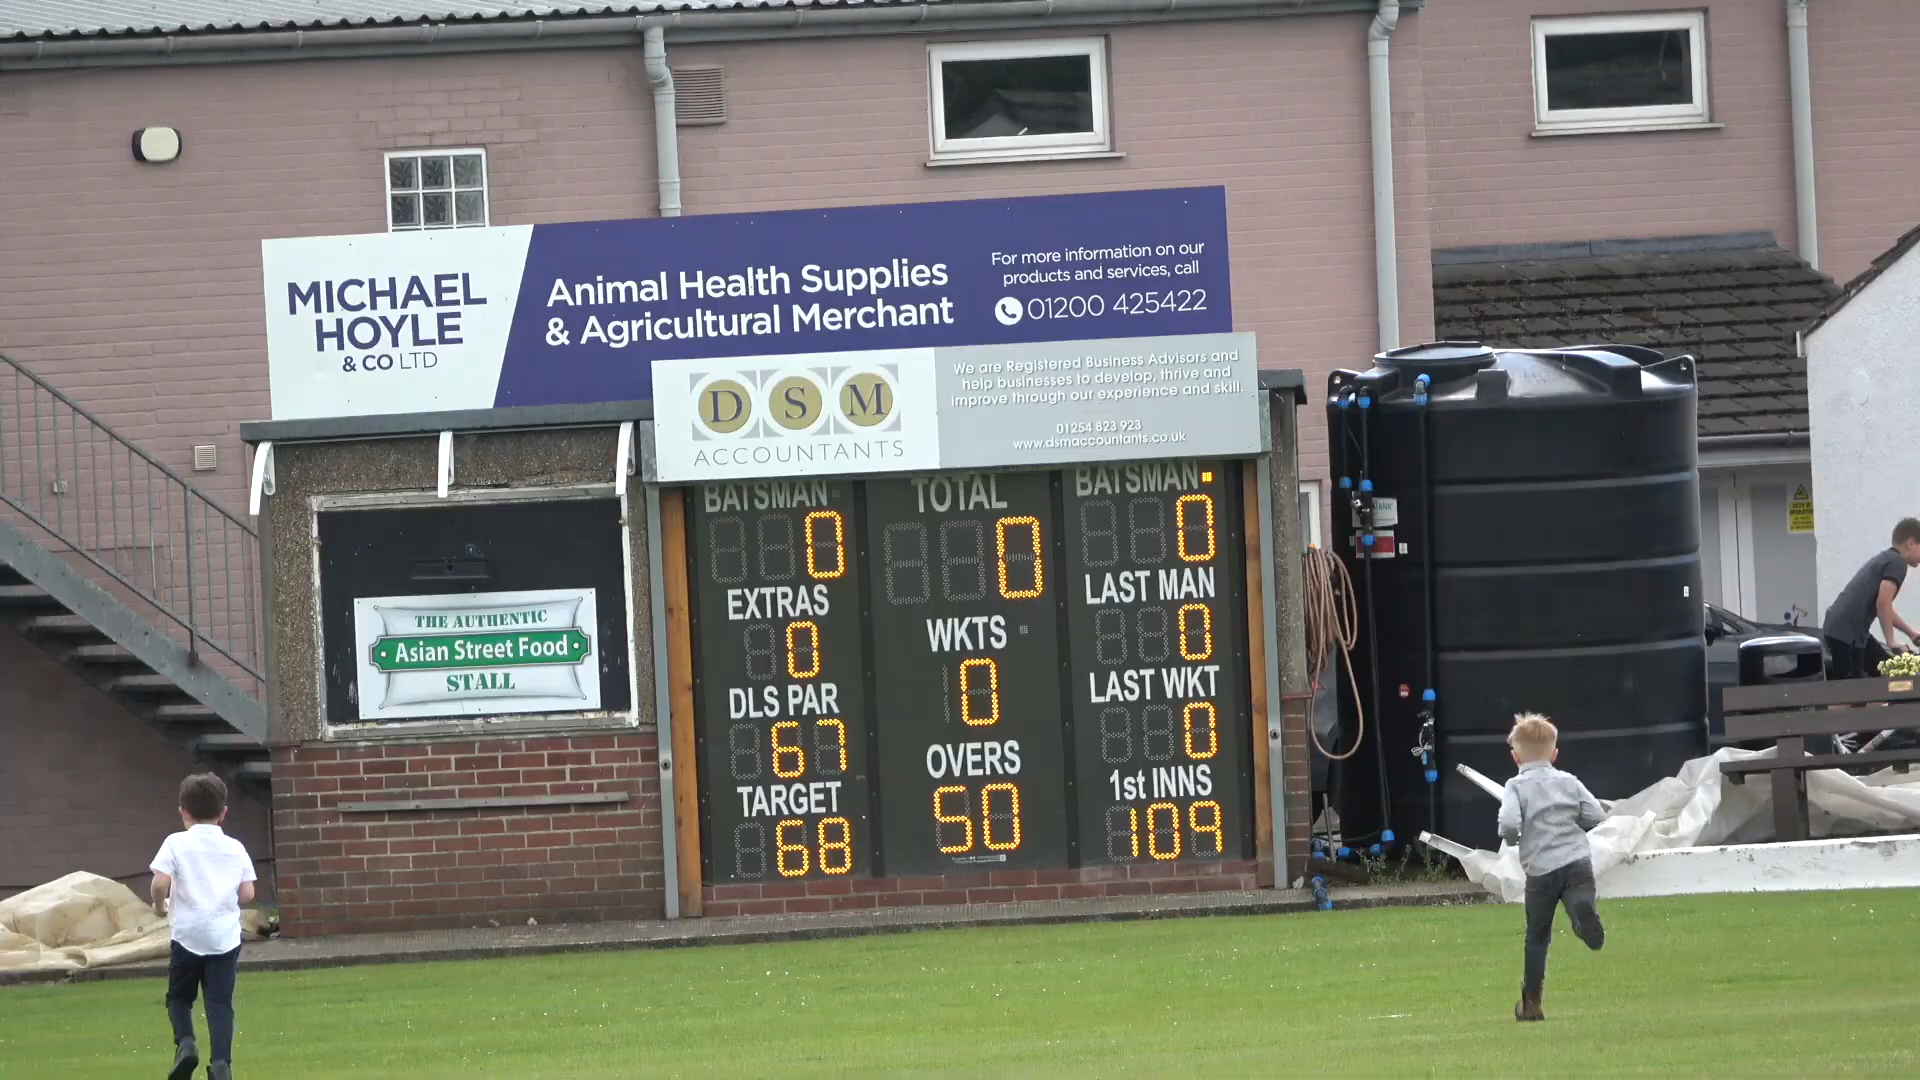 MICHAEL
HOYLE
& CO LTD
Animal Health Supplies
& Agricultural Merchant
For more information on our
products and services, call
01200 425422
D S M
ACCOUNTANTS
We are Registered Business Advisors and
help businesses to develop, thrive and
improve through our experience and skill.
01254 823 923
www.dsmaccountants.co.uk
THE AUTHENTIC
Asian Street Food
STALL
BATSMAN
0
EXTRAS
0
DLS PAR
67
TARGET
68
TOTAL
0
WKTS
0
OVERS
50
BATSMAN
0
LAST MAN
0
LAST WKT
0
1st INNS
109